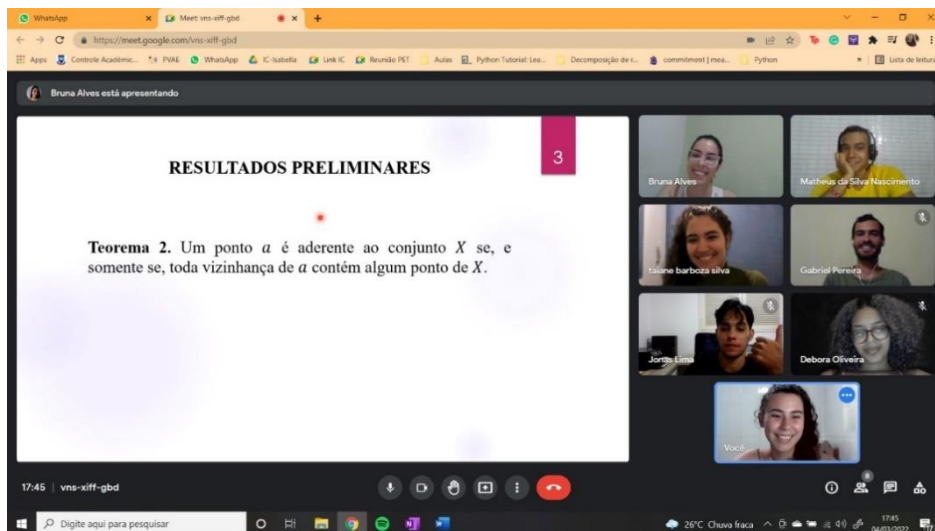 WhatsApp
Meet: vns-xiff-gbd
https://meet.google.com/vns-xiff-gbd
Apps
Controle Acadêmic...
PVAE
WhatsApp
IC-Isabella
Link IC
Reunião PET
Aulas
Python Tutorial: Lea...
Decomposição de r...
commitment | mea...
Python
Lista de leitura
Bruna Alves está apresentando
3
RESULTADOS PRELIMINARES
Teorema 2. Um ponto a é aderente ao conjunto X se, e
somente se, toda vizinhança de a contém algum ponto de X.
Bruna Alves
Matheus da Silva Nascimento
taiane barboza silva
Gabriel Pereira
Jonas Lima
Debora Oliveira
Você
17:45 | vns-xiff-gbd
8
Digite aqui para pesquisar
26°C Chuva fraca
17:45
04/03/2022